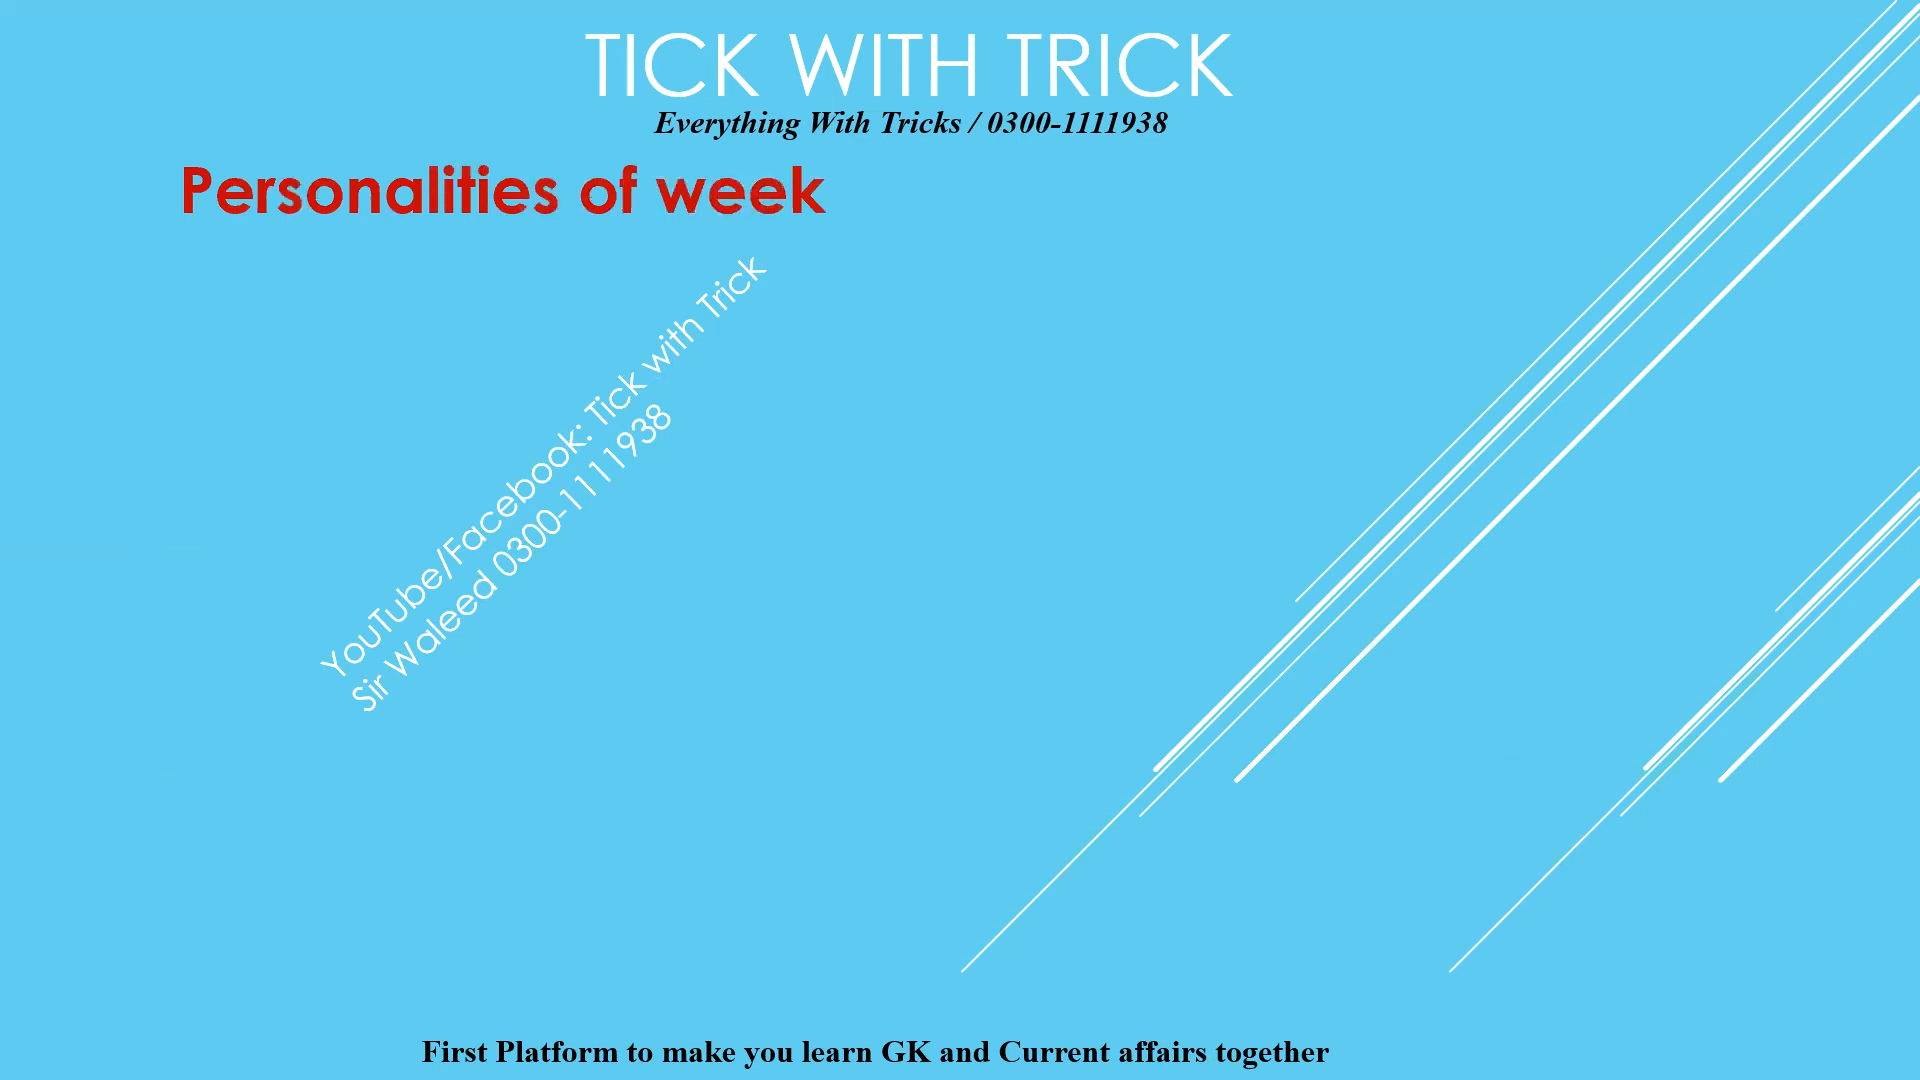 TICK WITH TRICK
Everything With Tricks / 0300-1111938
Personalities of week
YouTube/Facebook: Tick with Trick
Sir Waleed 0300-1111938
First Platform to make you learn GK and Current affairs together